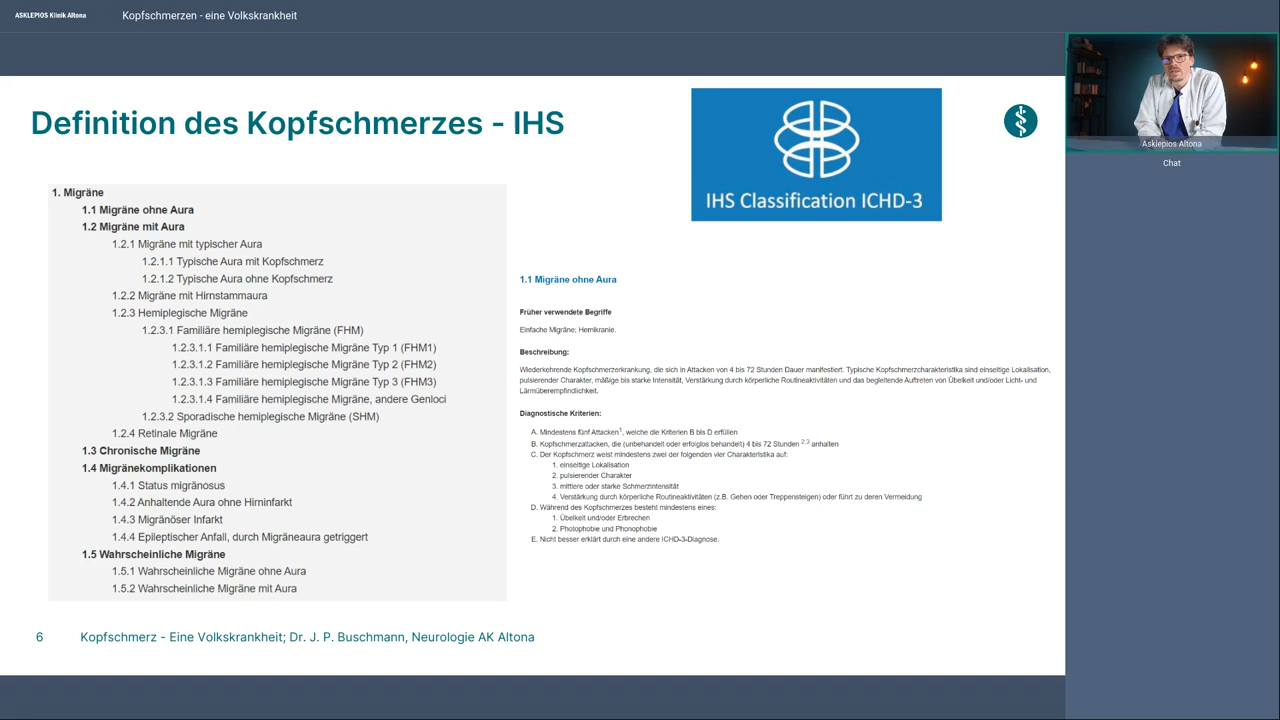 ASKLEPIOS Klinik Altona
Kopfschmerzen - eine Volkskrankheit
Definition des Kopfschmerzes - IHS
IHS Classification ICHD-3
Asklepios Altona
Chat
1. Migräne
1.1 Migräne ohne Aura
1.2 Migräne mit Aura
1.2.1 Migräne mit typischer Aura
1.2.1.1 Typische Aura mit Kopfschmerz
1.2.1.2 Typische Aura ohne Kopfschmerz
1.2.2 Migräne mit Hirnstammaura
1.2.3 Hemiplegische Migräne
1.2.3.1 Familiäre hemiplegische Migräne (FHM)
1.2.3.1.1 Familiäre hemiplegische Migräne Typ 1 (FHM1)
1.2.3.1.2 Familiäre hemiplegische Migräne Typ 2 (FHM2)
1.2.3.1.3 Familiäre hemiplegische Migräne Typ 3 (FHM3)
1.2.3.1.4 Familiäre hemiplegische Migräne, andere Genloci
1.2.3.2 Sporadische hemiplegische Migräne (SHM)
1.2.4 Retinale Migräne
1.3 Chronische Migräne
1.4 Migränekomplikationen
1.4.1 Status migränosus
1.4.2 Anhaltende Aura ohne Hirninfarkt
1.4.3 Migränöser Infarkt
1.4.4 Epileptischer Anfall, durch Migräneaura getriggert
1.5 Wahrscheinliche Migräne
1.5.1 Wahrscheinliche Migräne ohne Aura
1.5.2 Wahrscheinliche Migräne mit Aura
1.1 Migräne ohne Aura
Früher verwendete Begriffe
Einfache Migräne; Hemikranie.
Beschreibung:
Wiederkehrende Kopfschmerzerkrankung, die sich in Attacken von 4 bis 72 Stunden Dauer manifestiert. Typische Kopfschmerzcharakteristika sind einseitige Lokalisation,
pulsierender Charakter, mäßige bis starke Intensität, Verstärkung durch körperliche Routineaktivitäten und das begleitende Auftreten von Übelkeit und/oder Licht- und
Lärmüberempfindlichkeit.
Diagnostische Kriterien:
A. Mindestens fünf Attacken1, welche die Kriterien B bis D erfüllen
B. Kopfschmerzattacken, die (unbehandelt oder erfolglos behandelt) 4 bis 72 Stunden 2,3 anhalten
C. Der Kopfschmerz weist mindestens zwei der folgenden vier Charakteristika auf:
1. einseitige Lokalisation
2. pulsierender Charakter
3. mittlere oder starke Schmerzintensität
4. Verstärkung durch körperliche Routineaktivitäten (z.B. Gehen oder Treppensteigen) oder führt zu deren Vermeidung
D. Während des Kopfschmerzes besteht mindestens eines:
1. Übelkeit und/oder Erbrechen
2. Photophobie und Phonophobie
E. Nicht besser erklärt durch eine andere ICHD-3-Diagnose.
6
Kopfschmerz - Eine Volkskrankheit; Dr. J. P. Buschmann, Neurologie AK Altona